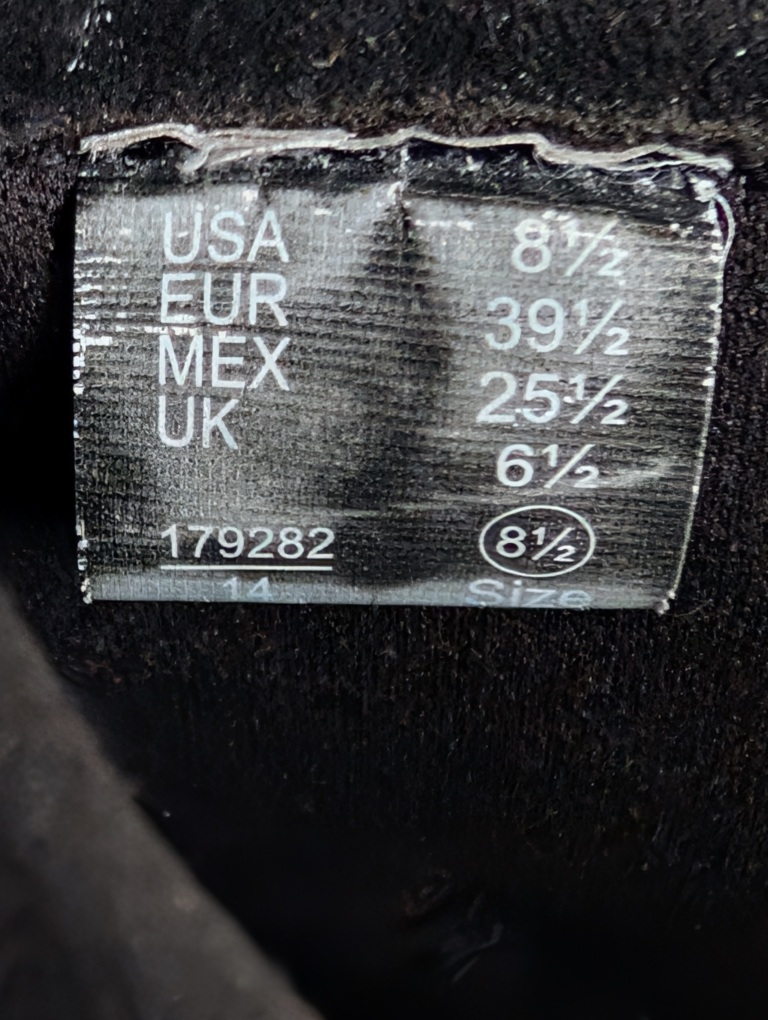 USA 8½
EUR 39½
MEX 25½
UK 6½
179282 8½
14 Size